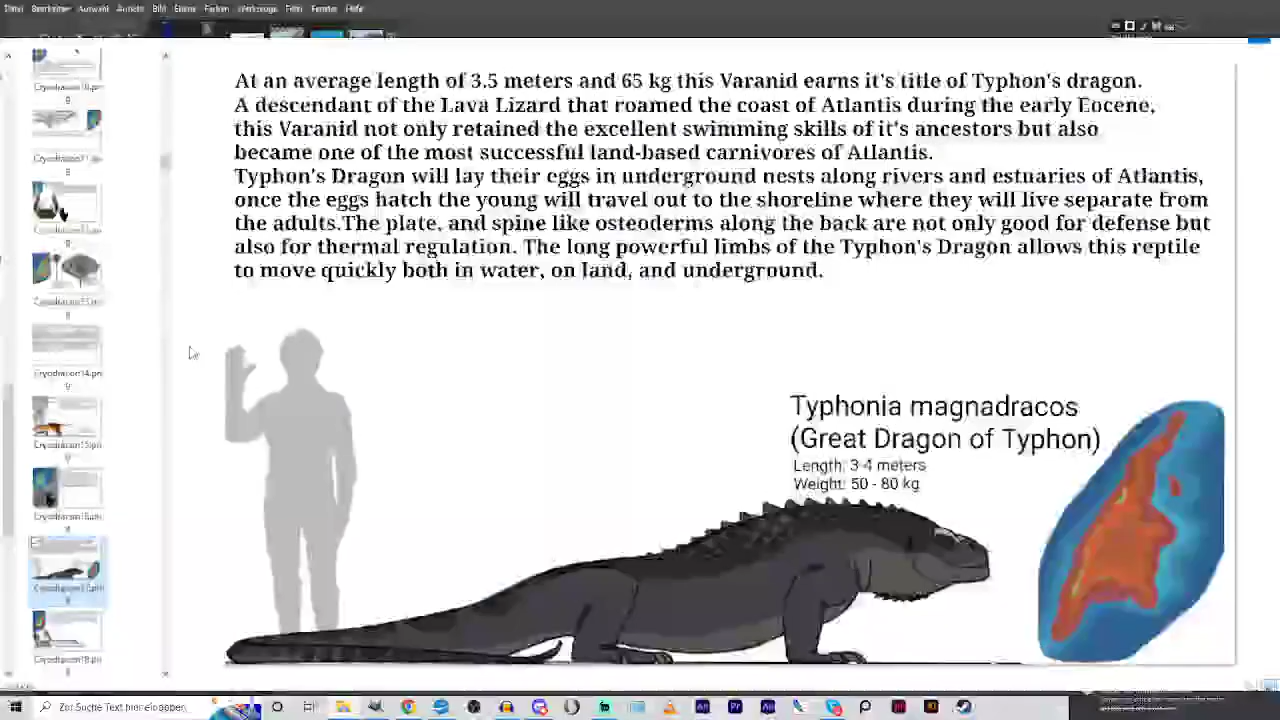 At an average length of 3.5 meters and 65 kg this Varanid earns it's title of Typhon's dragon.
A descendant of the Lava Lizard that roamed the coast of Atlantis during the early Eocene,
this Varanid not only retained the excellent swimming skills of it's ancestors but also
became one of the most successful land-based carnivores of Atlantis.
Typhon's Dragon will lay their eggs in underground nests along rivers and estuaries of Atlantis,
once the eggs hatch the young will travel out to the shoreline where they will live separate from
the adults.The plate, and spine like osteoderms along the back are not only good for defense but
also for thermal regulation. The long powerful limbs of the Typhon's Dragon allows this reptile
to move quickly both in water, on land, and underground.
Typhonia magnadracos
(Great Dragon of Typhon)
Length: 3-4 meters
Weight: 50 - 80 kg